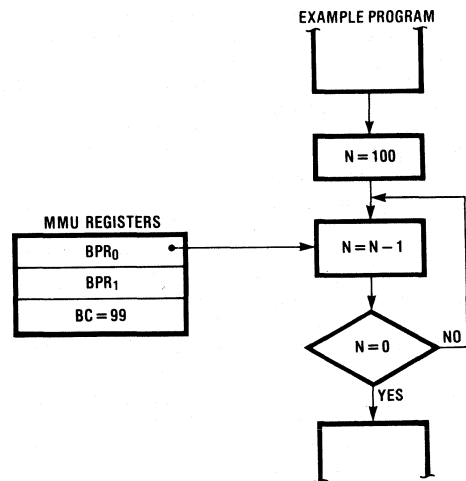 EXAMPLE PROGRAM
N = 100
MMU REGISTERS
BPR0
N = N – 1
BPR1
BC = 99
N = 0
NO
YES